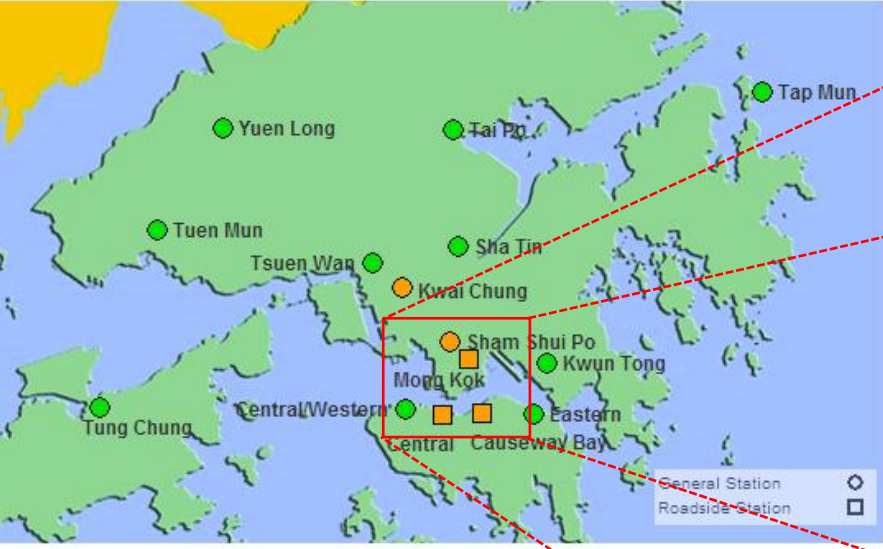 Tap Mun
Yuen Long
Tai Po
Tuen Mun
Sha Tin
Tsuen Wan
Kwai Chung
Sham Shui Po
Kwun Tong
Mong Kok
Central/Western
Eastern
Tung Chung
Central
Causeway Bay
General Station
Roadside Station